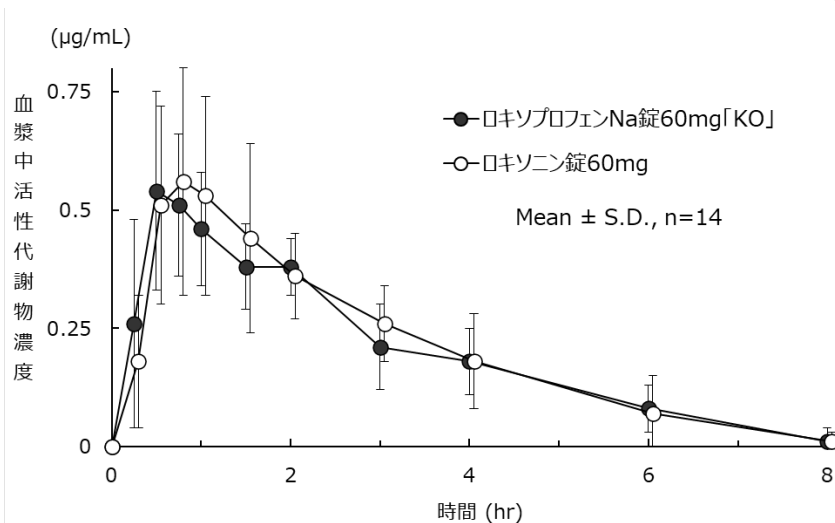 (μg/mL)
血漿中活性代謝物濃度
0.75
0.5
0.25
0
ロキソプロフェンNa錠60mg「KO」
ロキソニン錠60mg
Mean ± S.D., n=14
0 2 4 6 8
時間 (hr)